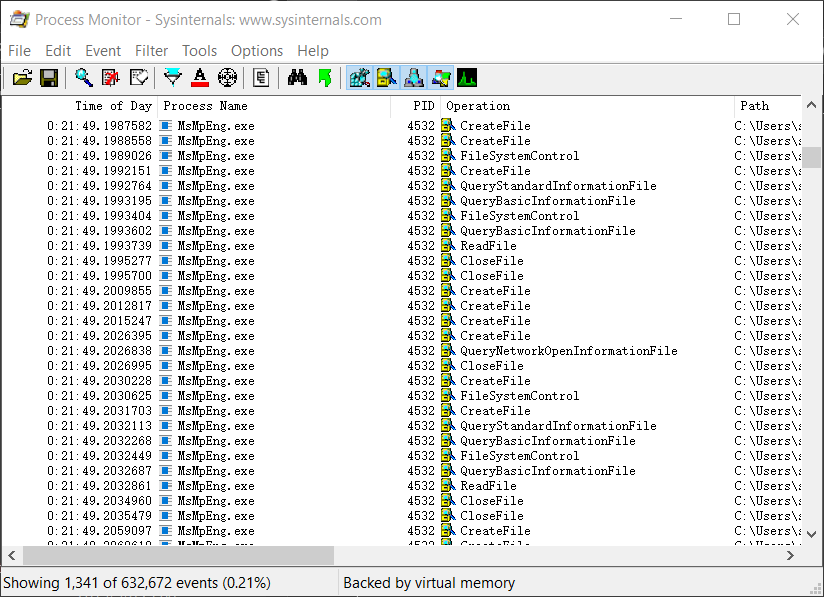 Process Monitor - Sysinternals: www.sysinternals.com
File Edit Event Filter Tools Options Help
Time of Day Process Name PID Operation Path
0:21:49.1987582 MsMpEng.exe 4532 CreateFile C:\Users\s
0:21:49.1988558 MsMpEng.exe 4532 CreateFile C:\Users\s
0:21:49.1989026 MsMpEng.exe 4532 FileSystemControl C:\Users\s
0:21:49.1992151 MsMpEng.exe 4532 CreateFile C:\Users\s
0:21:49.1992764 MsMpEng.exe 4532 QueryStandardInformationFile C:\Users\s
0:21:49.1993195 MsMpEng.exe 4532 QueryBasicInformationFile C:\Users\s
0:21:49.1993404 MsMpEng.exe 4532 FileSystemControl C:\Users\s
0:21:49.1993602 MsMpEng.exe 4532 QueryBasicInformationFile C:\Users\s
0:21:49.1993739 MsMpEng.exe 4532 ReadFile C:\Users\s
0:21:49.1995277 MsMpEng.exe 4532 CloseFile C:\Users\s
0:21:49.1995700 MsMpEng.exe 4532 CloseFile C:\Users\s
0:21:49.2009855 MsMpEng.exe 4532 CreateFile C:\Users\s
0:21:49.2012817 MsMpEng.exe 4532 CreateFile C:\Users\s
0:21:49.2015247 MsMpEng.exe 4532 CreateFile C:\Users\s
0:21:49.2026395 MsMpEng.exe 4532 CreateFile C:\Users\s
0:21:49.2026838 MsMpEng.exe 4532 QueryNetworkOpenInformationFile C:\Users\s
0:21:49.2026995 MsMpEng.exe 4532 CloseFile C:\Users\s
0:21:49.2030228 MsMpEng.exe 4532 CreateFile C:\Users\s
0:21:49.2030625 MsMpEng.exe 4532 FileSystemControl C:\Users\s
0:21:49.2031703 MsMpEng.exe 4532 CreateFile C:\Users\s
0:21:49.2032113 MsMpEng.exe 4532 QueryStandardInformationFile C:\Users\s
0:21:49.2032268 MsMpEng.exe 4532 QueryBasicInformationFile C:\Users\s
0:21:49.2032449 MsMpEng.exe 4532 FileSystemControl C:\Users\s
0:21:49.2032687 MsMpEng.exe 4532 QueryBasicInformationFile C:\Users\s
0:21:49.2032861 MsMpEng.exe 4532 ReadFile C:\Users\s
0:21:49.2034960 MsMpEng.exe 4532 CloseFile C:\Users\s
0:21:49.2035479 MsMpEng.exe 4532 CloseFile C:\Users\s
0:21:49.2059097 MsMpEng.exe 4532 CreateFile C:\Users\s
Showing 1,341 of 632,672 events (0.21%) Backed by virtual memory